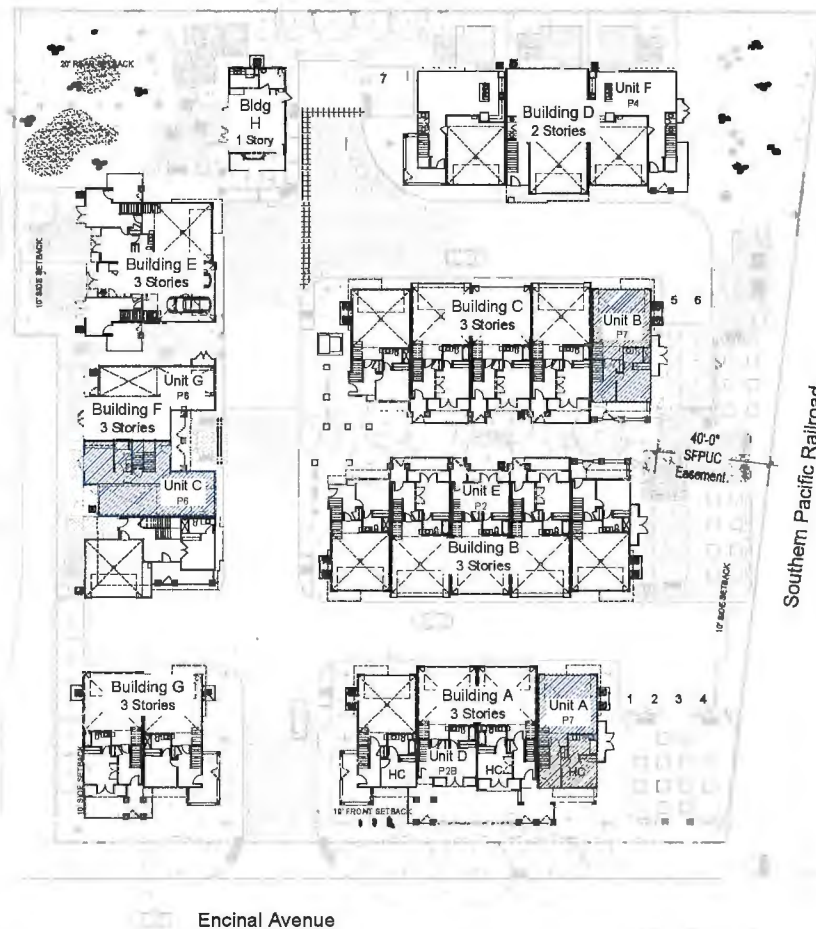 20' REAR SETBACK
Bldg
H
1 Story
7
Unit F
P4
Building D
2 Stories
10' SIDE SETBACK
Building E
3 Stories
Building C
3 Stories
Unit B
P7
5 6
Unit G
P6
Building F
3 Stories
Unit C
P6
40'-0"
SFPUC
Easement
Southern Pacific Railroad
Unit E
P2
Building B
3 Stories
10' SIDE SETBACK
Building G
3 Stories
10' SIDE SETBACK
Building A
3 Stories
Unit A
P7
1 2 3 4
Unit D
P2B
HC
HC
HC
10' FRONT SETBACK
Encinal Avenue